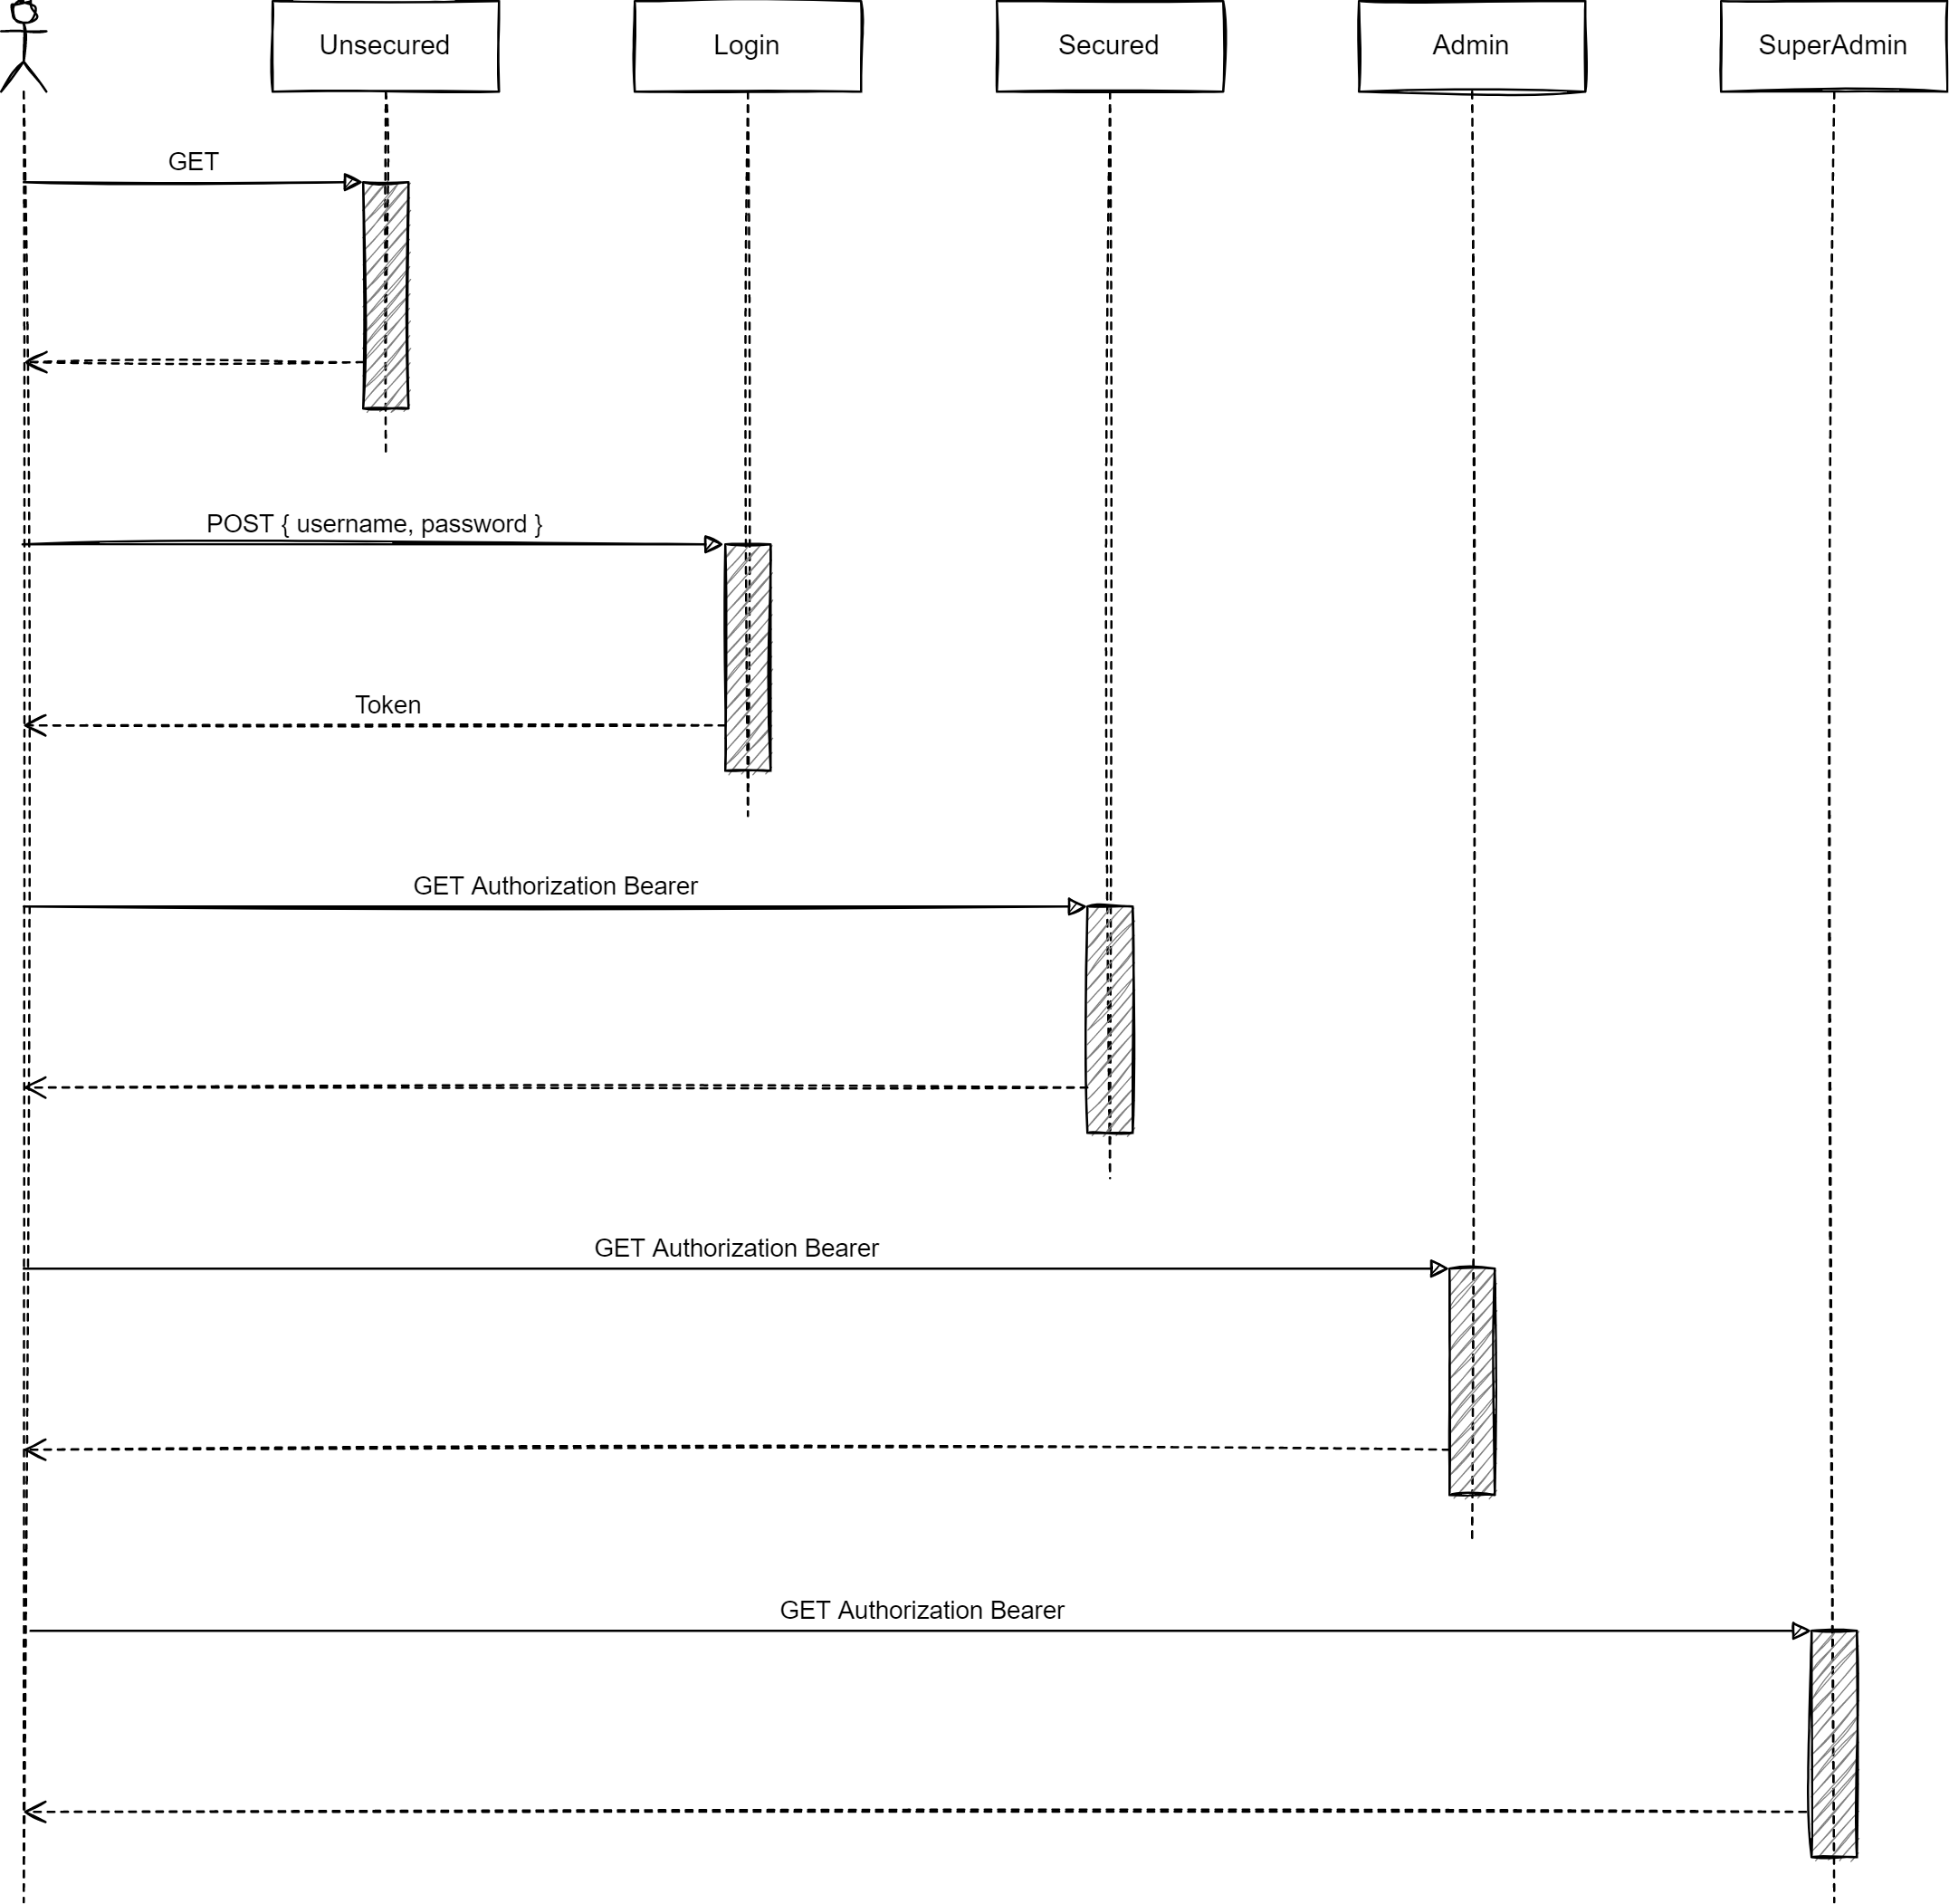 Unsecured
Login
Secured
Admin
SuperAdmin
GET
POST { username, password }
Token
GET Authorization Bearer
GET Authorization Bearer
GET Authorization Bearer